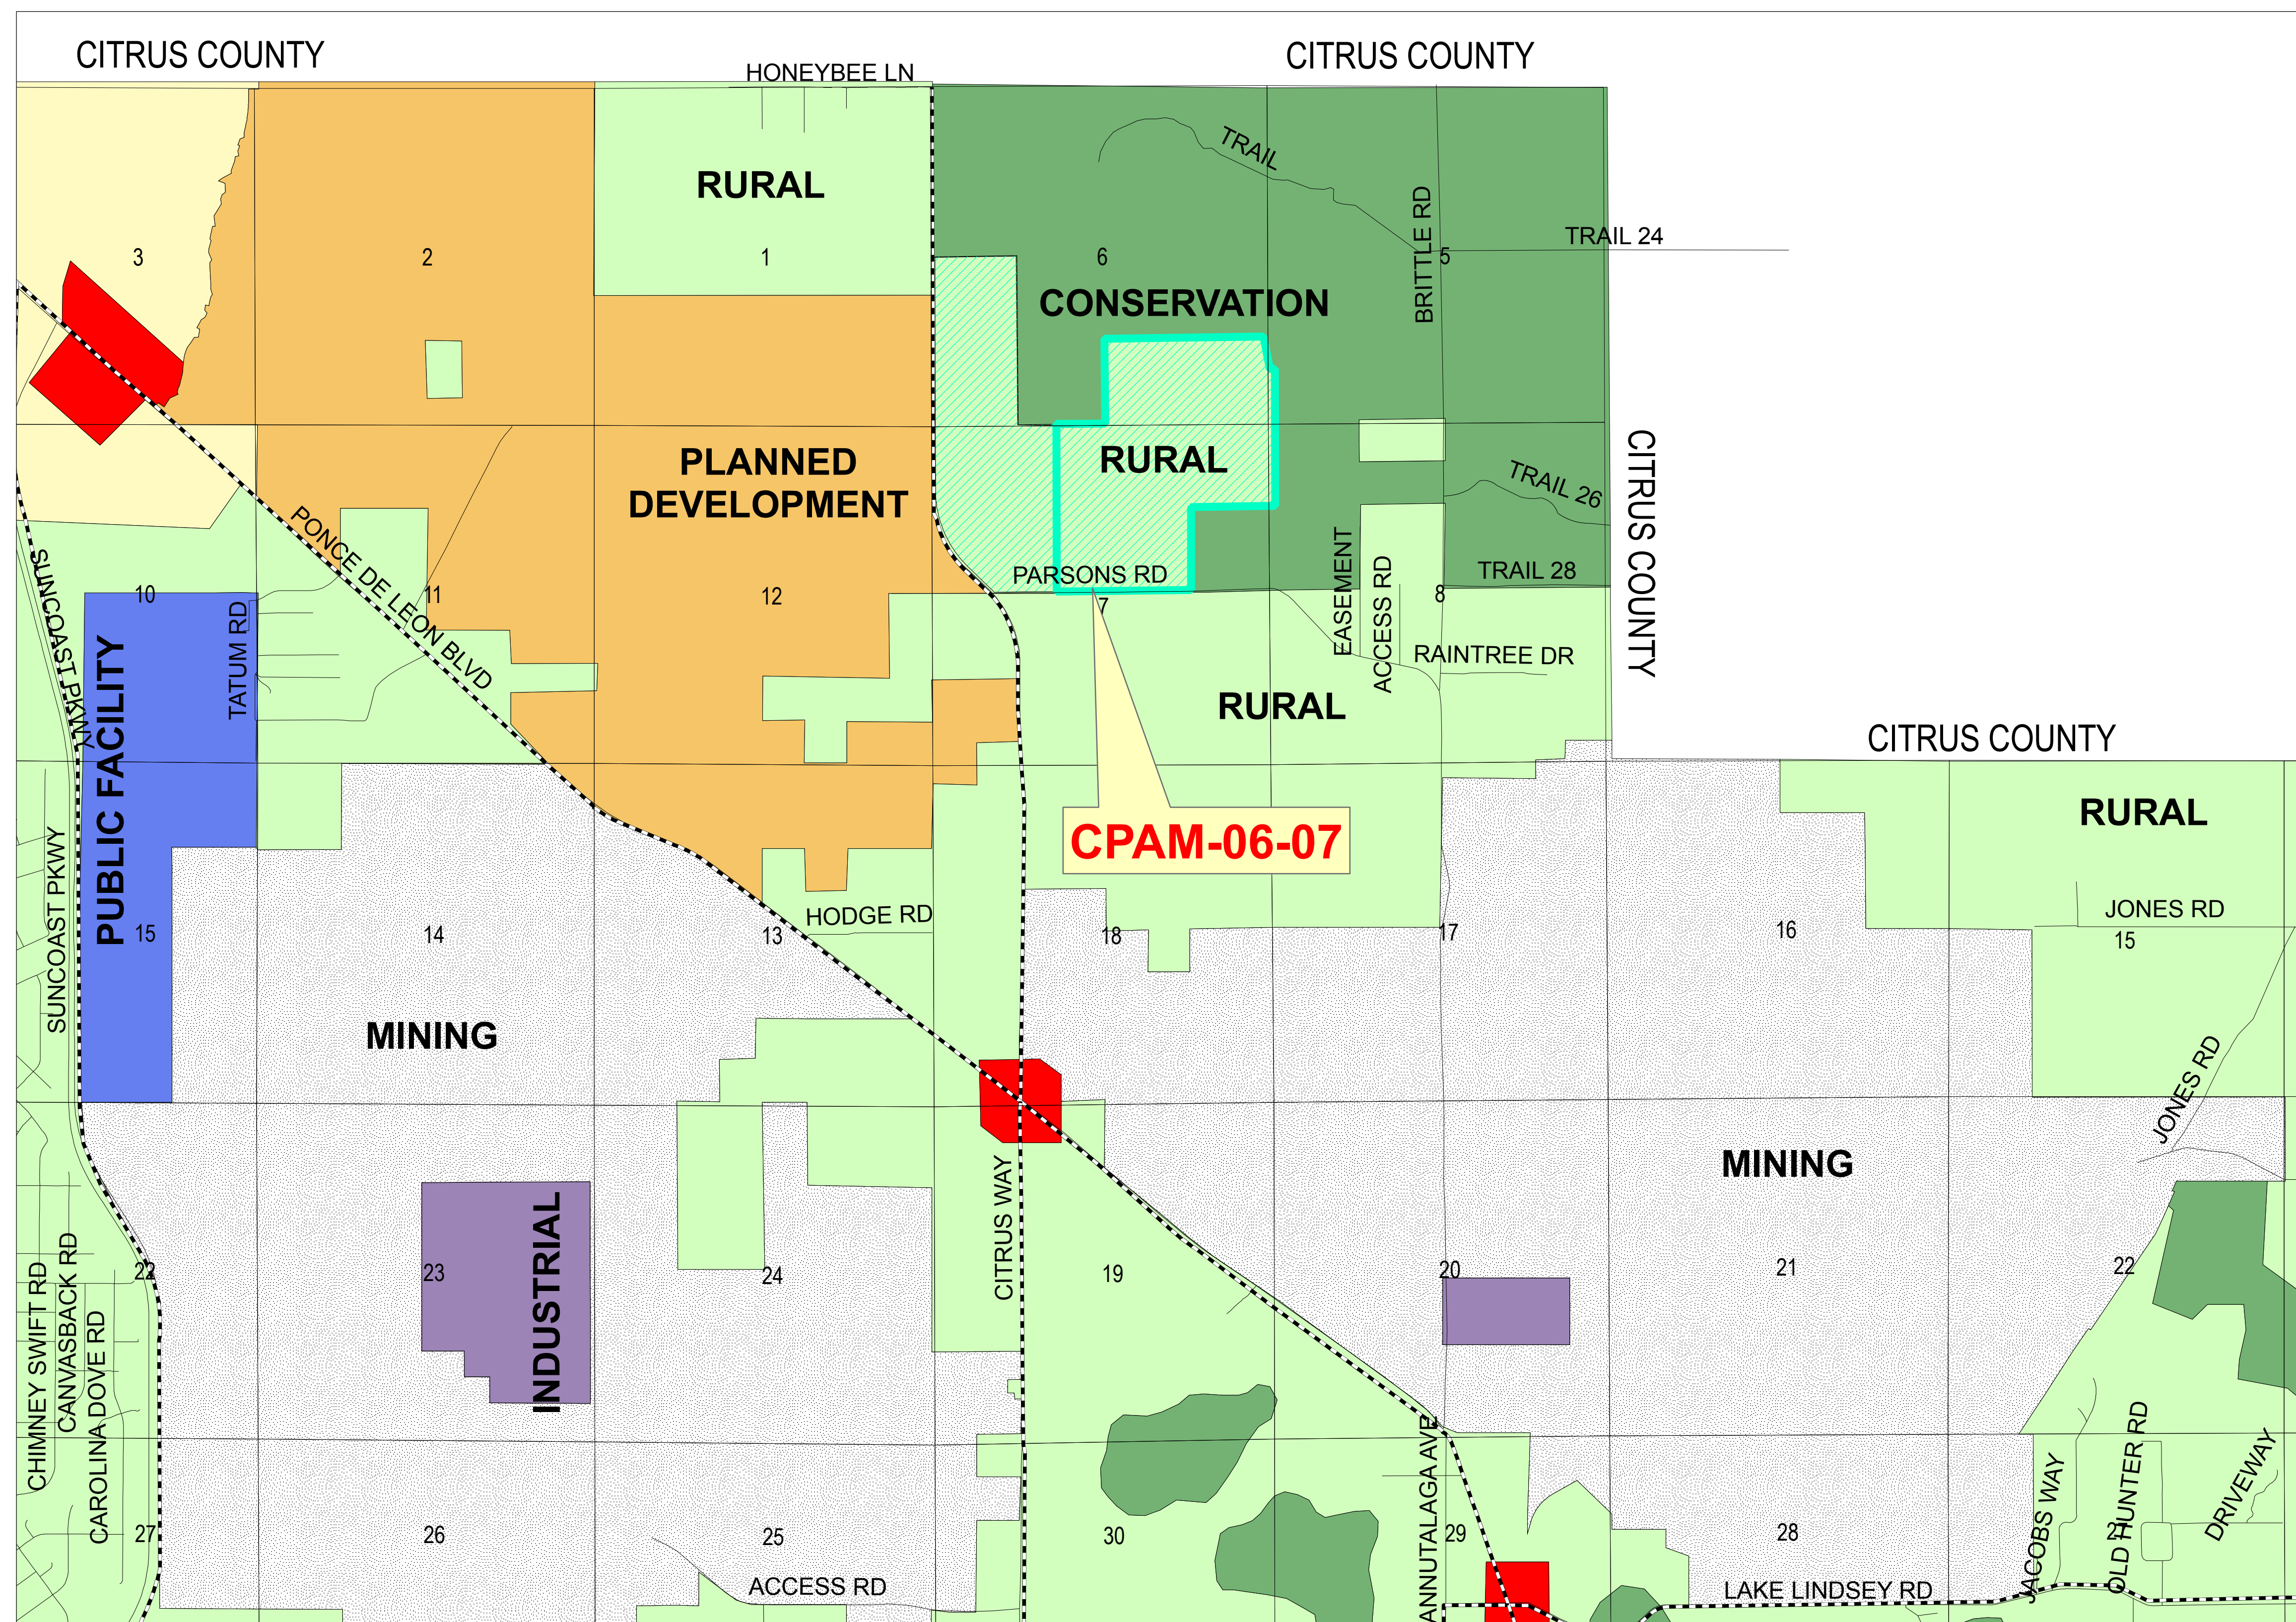 CITRUS COUNTY
CITRUS COUNTY
HONEYBEE LN
RURAL
TRAIL
BRITTLE RD
TRAIL 24
3
2
1
6
5
CONSERVATION
PLANNED
DEVELOPMENT
RURAL
TRAIL 26
CITRUS COUNTY
PONCE DE LEON BLVD
SUNCOAST PKWY
PARSONS RD
EASEMENT
ACCESS RD
TRAIL 28
10
11
12
7
8
TATUM RD
PUBLIC FACILITY
RAINTREE DR
RURAL
CITRUS COUNTY
RURAL
CPAM-06-07
SUNCOAST PKWY
HODGE RD
JONES RD
15
14
13
18
17
16
15
MINING
JONES RD
MINING
CITRUS WAY
INDUSTRIAL
22
23
24
19
20
21
22
CHIMNEY SWIFT RD
CANVASBACK RD
CAROLINA DOVE RD
ANNUTALAGA AVE
JACOBS WAY
OLD HUNTER RD
DRIVEWAY
27
26
25
30
29
28
ACCESS RD
LAKE LINDSEY RD